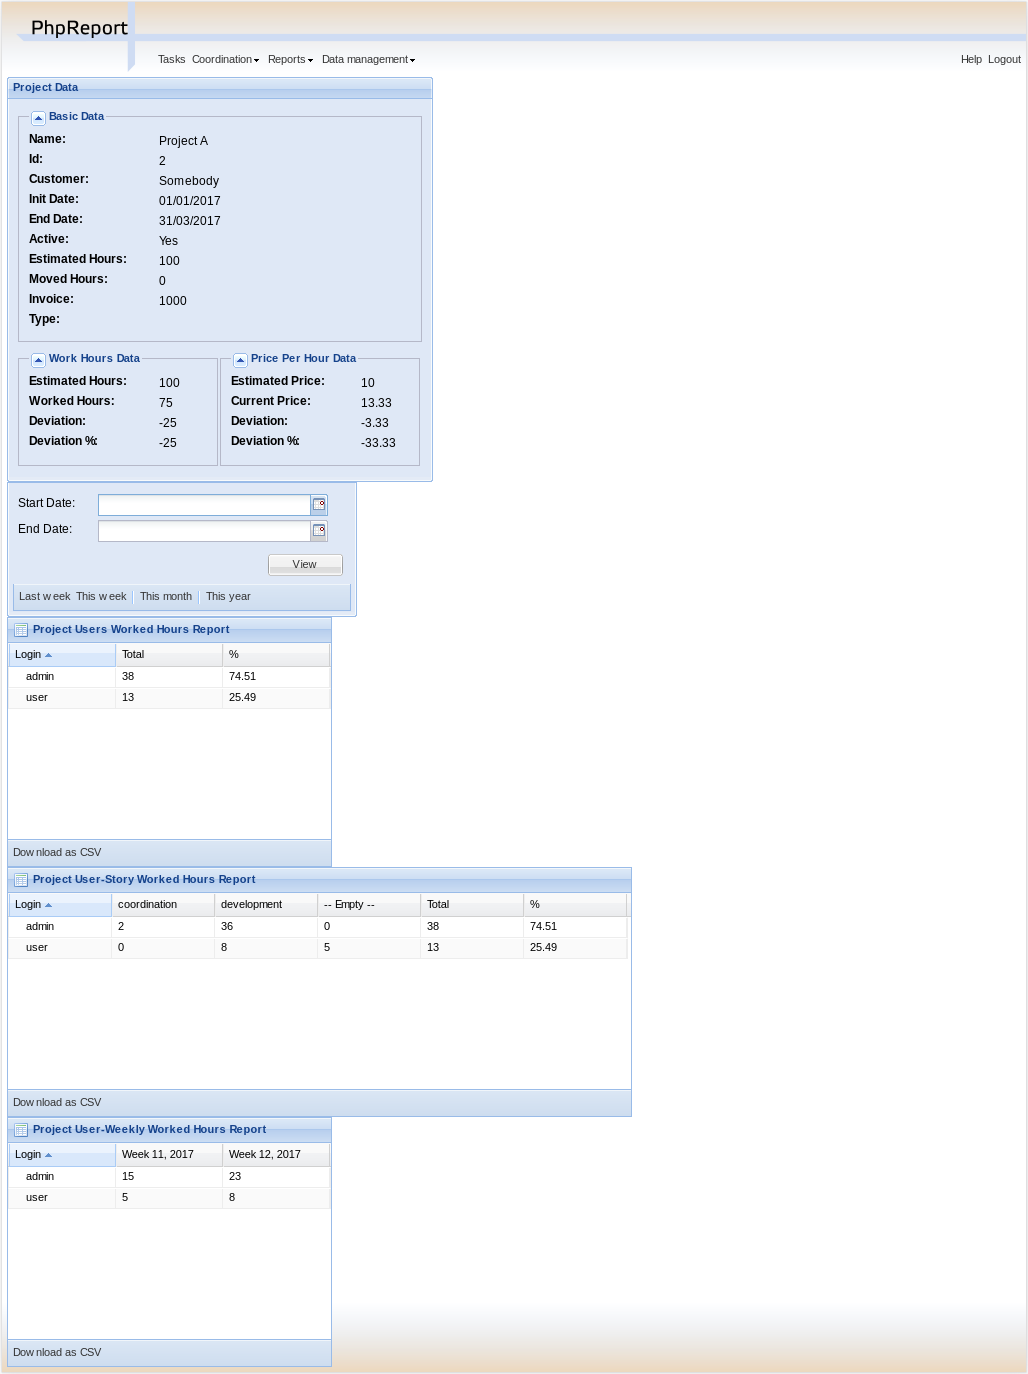 PhpReport
Tasks Coordination Reports Data management Help Logout
Project Data
Basic Data
Name: Project A
Id: 2
Customer: Somebody
Init Date: 01/01/2017
End Date: 31/03/2017
Active: Yes
Estimated Hours: 100
Moved Hours: 0
Invoice: 1000
Type:
Work Hours Data
Estimated Hours: 100
Worked Hours: 75
Deviation: -25
Deviation %: -25
Price Per Hour Data
Estimated Price: 10
Current Price: 13.33
Deviation: -3.33
Deviation %: -33.33
Start Date:
End Date:
View
Last week This week This month This year
Project Users Worked Hours Report
Login Total %
admin 38 74.51
user 13 25.49
Download as CSV
Project User-Story Worked Hours Report
Login coordination development -- Empty -- Total %
admin 2 36 0 38 74.51
user 0 8 5 13 25.49
Download as CSV
Project User-Weekly Worked Hours Report
Login Week 11, 2017 Week 12, 2017
admin 15 23
user 5 8
Download as CSV